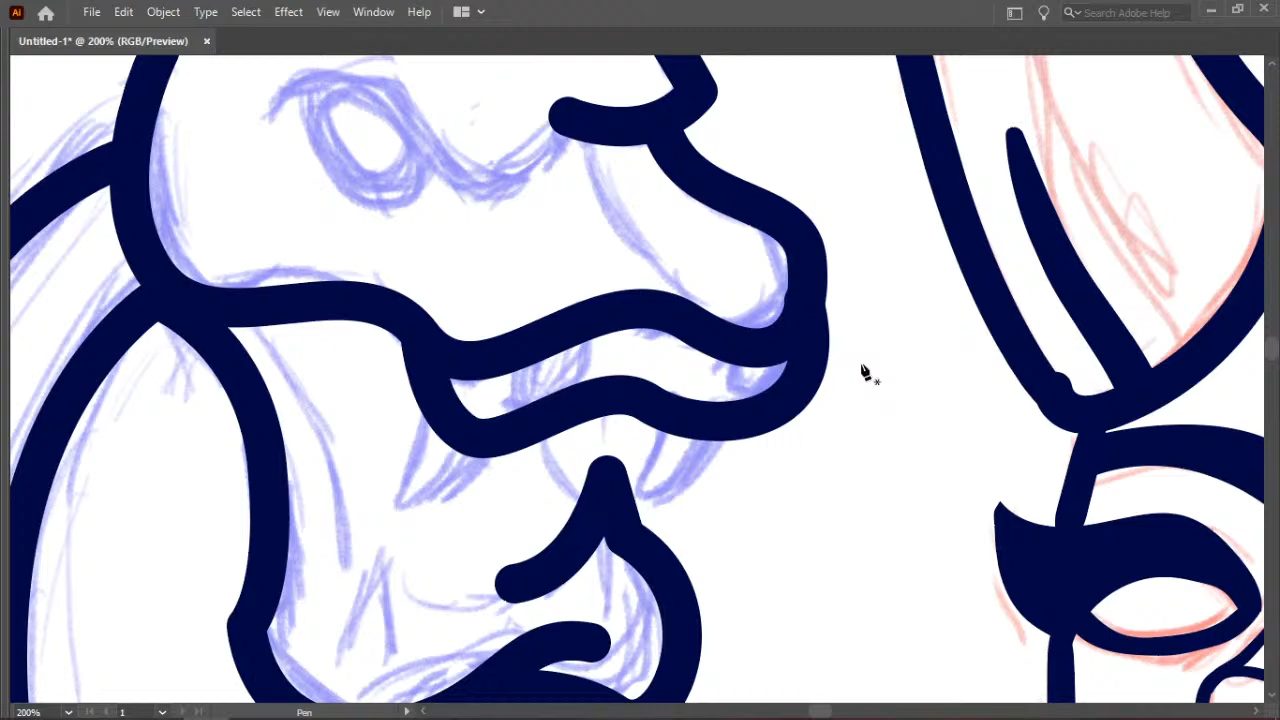 Ai File Edit Object Type Select Effect View Window Help Search Adobe Help
Untitled-1* @ 200% (RGB/Preview) ×
200% 1 Pen